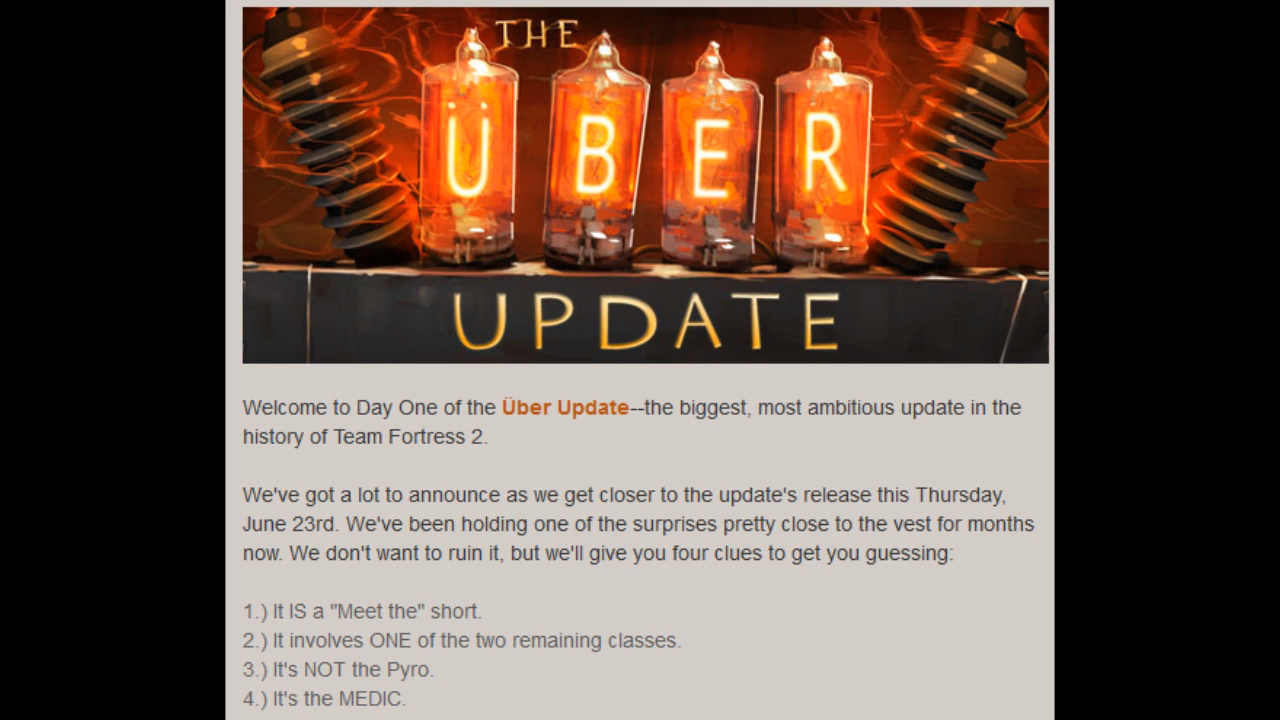 THE
ÜBER
UPDATE
Welcome to Day One of the Über Update--the biggest, most ambitious update in the
history of Team Fortress 2.
We've got a lot to announce as we get closer to the update's release this Thursday,
June 23rd. We've been holding one of the surprises pretty close to the vest for months
now. We don't want to ruin it, but we'll give you four clues to get you guessing:
1.) It IS a "Meet the" short.
2.) It involves ONE of the two remaining classes.
3.) It's NOT the Pyro.
4.) It's the MEDIC.